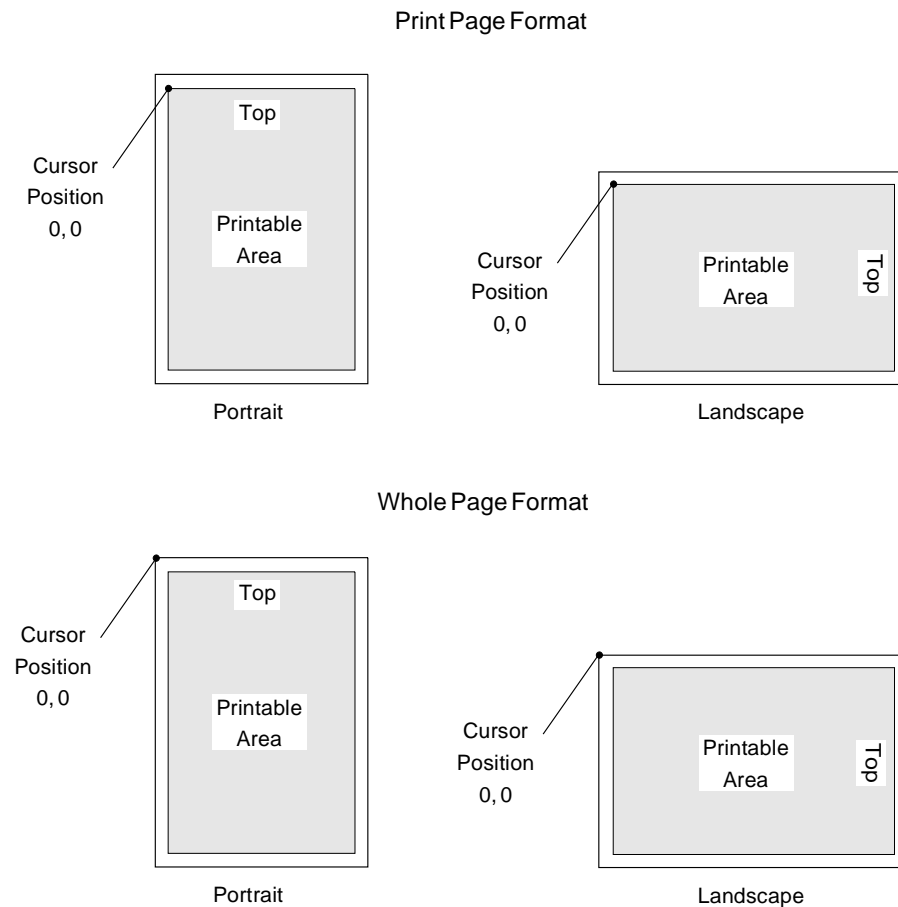 Print Page Format
Top
Cursor
Position
0, 0
Printable
Area
Portrait
Cursor
Position
0, 0
Printable
Area
Top
Landscape
Whole Page Format
Top
Cursor
Position
0, 0
Printable
Area
Portrait
Cursor
Position
0, 0
Printable
Area
Top
Landscape